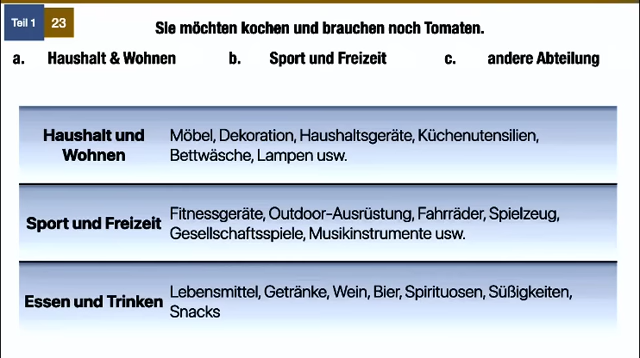 Teil 1 23
Sie möchten kochen und brauchen noch Tomaten.
a. Haushalt & Wohnen b. Sport und Freizeit c. andere Abteilung
Haushalt und Wohnen
Möbel, Dekoration, Haushaltsgeräte, Küchenutensilien,
Bettwäsche, Lampen usw.
Sport und Freizeit
Fitnessgeräte, Outdoor-Ausrüstung, Fahrräder, Spielzeug,
Gesellschaftsspiele, Musikinstrumente usw.
Essen und Trinken
Lebensmittel, Getränke, Wein, Bier, Spirituosen, Süßigkeiten,
Snacks